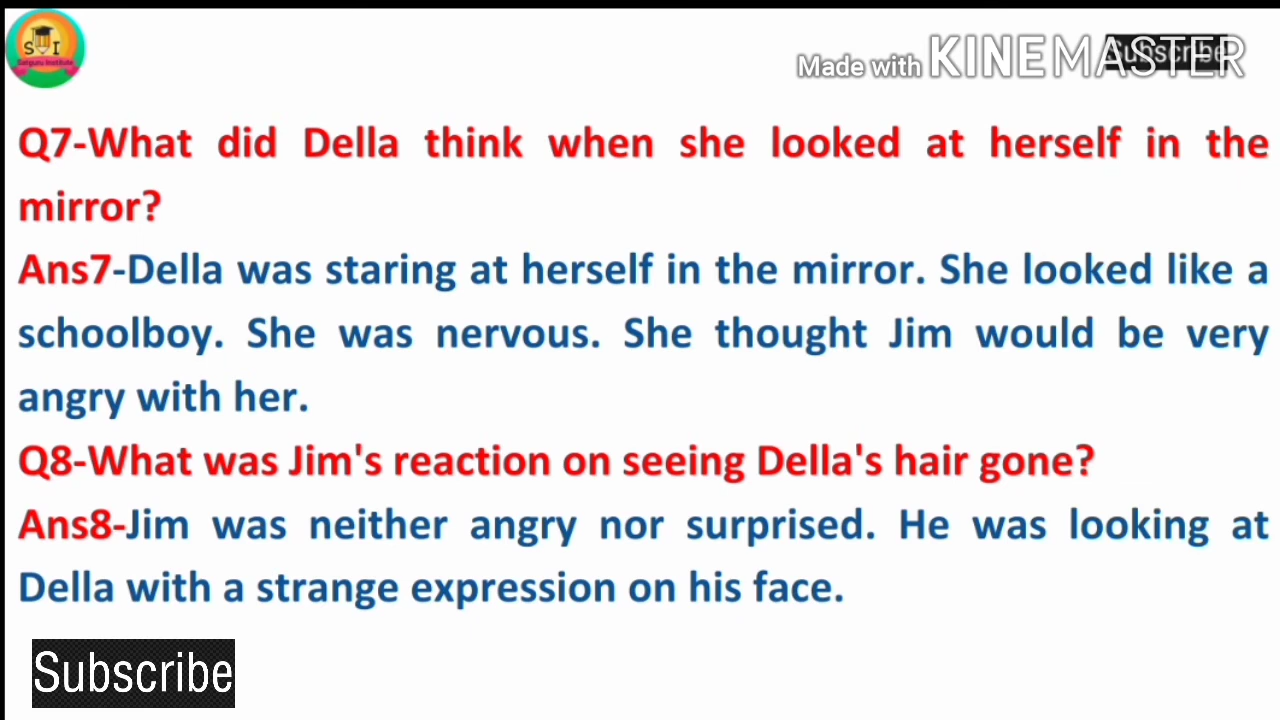 S I
Satguru Institute
Made with KINEMASTER
Subscribe
Q7-What did Della think when she looked at herself in the
mirror?
Ans7-Della was staring at herself in the mirror. She looked like a
schoolboy. She was nervous. She thought Jim would be very
angry with her.
Q8-What was Jim's reaction on seeing Della's hair gone?
Ans8-Jim was neither angry nor surprised. He was looking at
Della with a strange expression on his face.
Subscribe